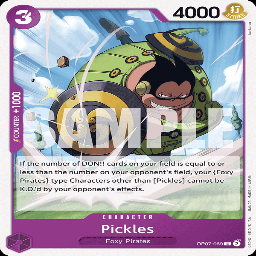 3
4000
17
COUNTER +1000
SAMPLE
If the number of DON!! cards on your field is equal to or
less than the number on your opponent's field, your {Foxy
Pirates} type Characters other than [Pickles] cannot be
K.O.'d by your opponent's effects.
CHARACTER
Pickles
Foxy Pirates